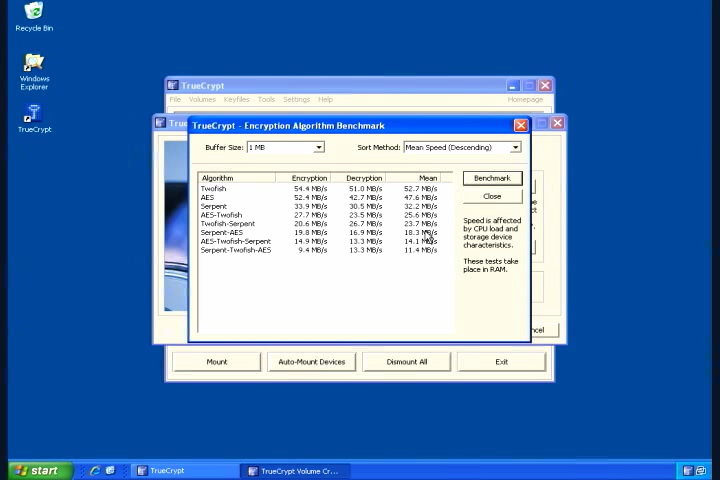 Recycle Bin
Windows
Explorer
TrueCrypt
TrueCrypt
File Volumes Keyfiles Tools Settings Help Homepage
TrueCrypt - Encryption Algorithm Benchmark
Buffer Size: 1 MB Sort Method: Mean Speed (Descending)
Algorithm Encryption Decryption Mean
Twofish 54.4 MB/s 51.0 MB/s 52.7 MB/s
AES 52.4 MB/s 42.7 MB/s 47.6 MB/s
Serpent 33.9 MB/s 30.5 MB/s 32.2 MB/s
AES-Twofish 27.7 MB/s 23.5 MB/s 25.6 MB/s
Twofish-Serpent 20.6 MB/s 26.7 MB/s 23.7 MB/s
Serpent-AES 19.8 MB/s 16.9 MB/s 18.3 MB/s
AES-Twofish-Serpent 14.9 MB/s 13.3 MB/s 14.1 MB/s
Serpent-Twofish-AES 9.4 MB/s 13.3 MB/s 11.4 MB/s
Benchmark
Close
Speed is affected
by CPU load and
storage device
characteristics.
These tests take
place in RAM.
Mount Auto-Mount Devices Dismount All Exit
start TrueCrypt TrueCrypt Volume Cr...